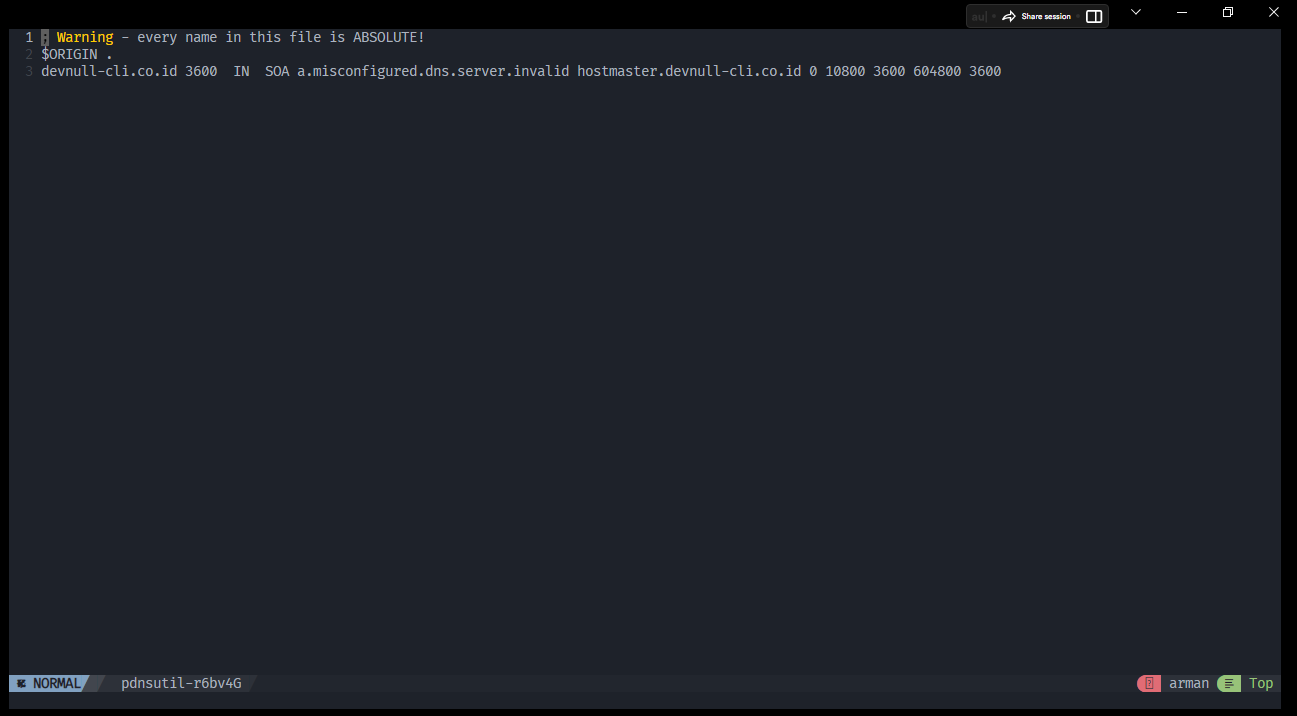 Share session
1 ; Warning - every name in this file is ABSOLUTE!
2 $ORIGIN .
3 devnull-cli.co.id 3600  IN  SOA a.misconfigured.dns.server.invalid hostmaster.devnull-cli.co.id 0 10800 3600 604800 3600
NORMAL pdnsutil-r6bv4G arman Top